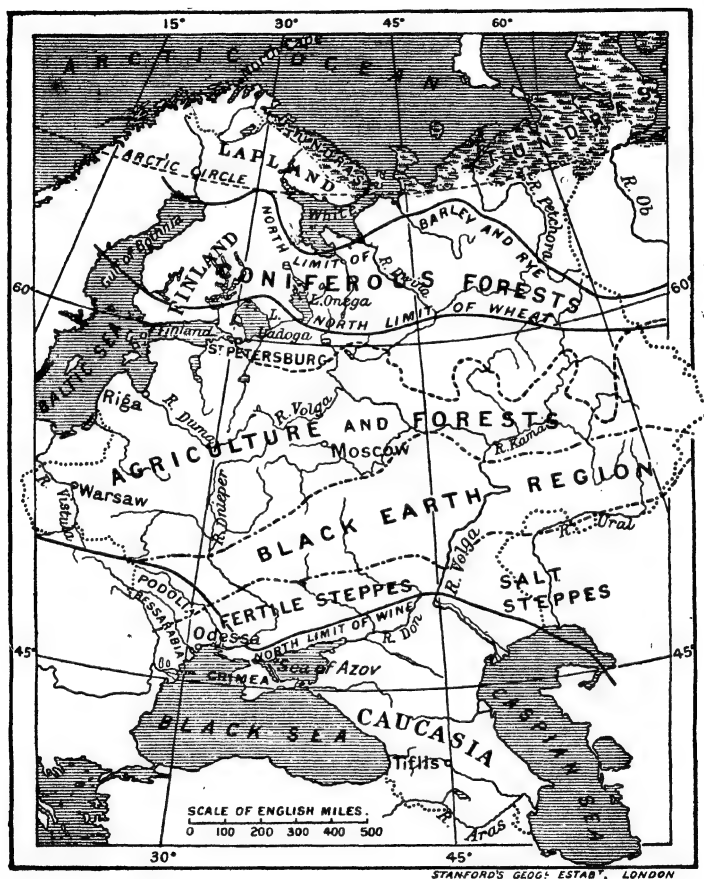 15° 30° 45° 60°
ARCTIC OCEAN
North Cape
TUNDRAS
TUNDRAS
LAPLAND
ARCTIC CIRCLE
White
R. Petchora
R. Ob
NORTH LIMIT OF BARLEY AND RYE
Gulf of Bothnia
FINLAND
R. Dwina
CONIFEROUS FORESTS
60° 60°
L. Onega
NORTH LIMIT OF WHEAT
L. Ladoga
G. of Finland
ST PETERSBURG
BALTIC SEA
Riga
R. Duna
R. Volga
AGRICULTURE AND FORESTS
Moscow
R. Kama
R. Vistula
Warsaw
R. Dnieper
BLACK EARTH REGION
R. Ural
R. Volga
PODOLIA
BESSARABIA
FERTILE STEPPES
SALT
STEPPES
Odessa
NORTH LIMIT OF WINE
R. Don
45° 45°
Sea of Azov
CRIMEA
BLACK SEA
CAUCASIA
CASPIAN SEA
Tiflis
R. Aras
SCALE OF ENGLISH MILES.
0 100 200 300 400 500
30° 45°
STANFORD'S GEOGL ESTABT, LONDON